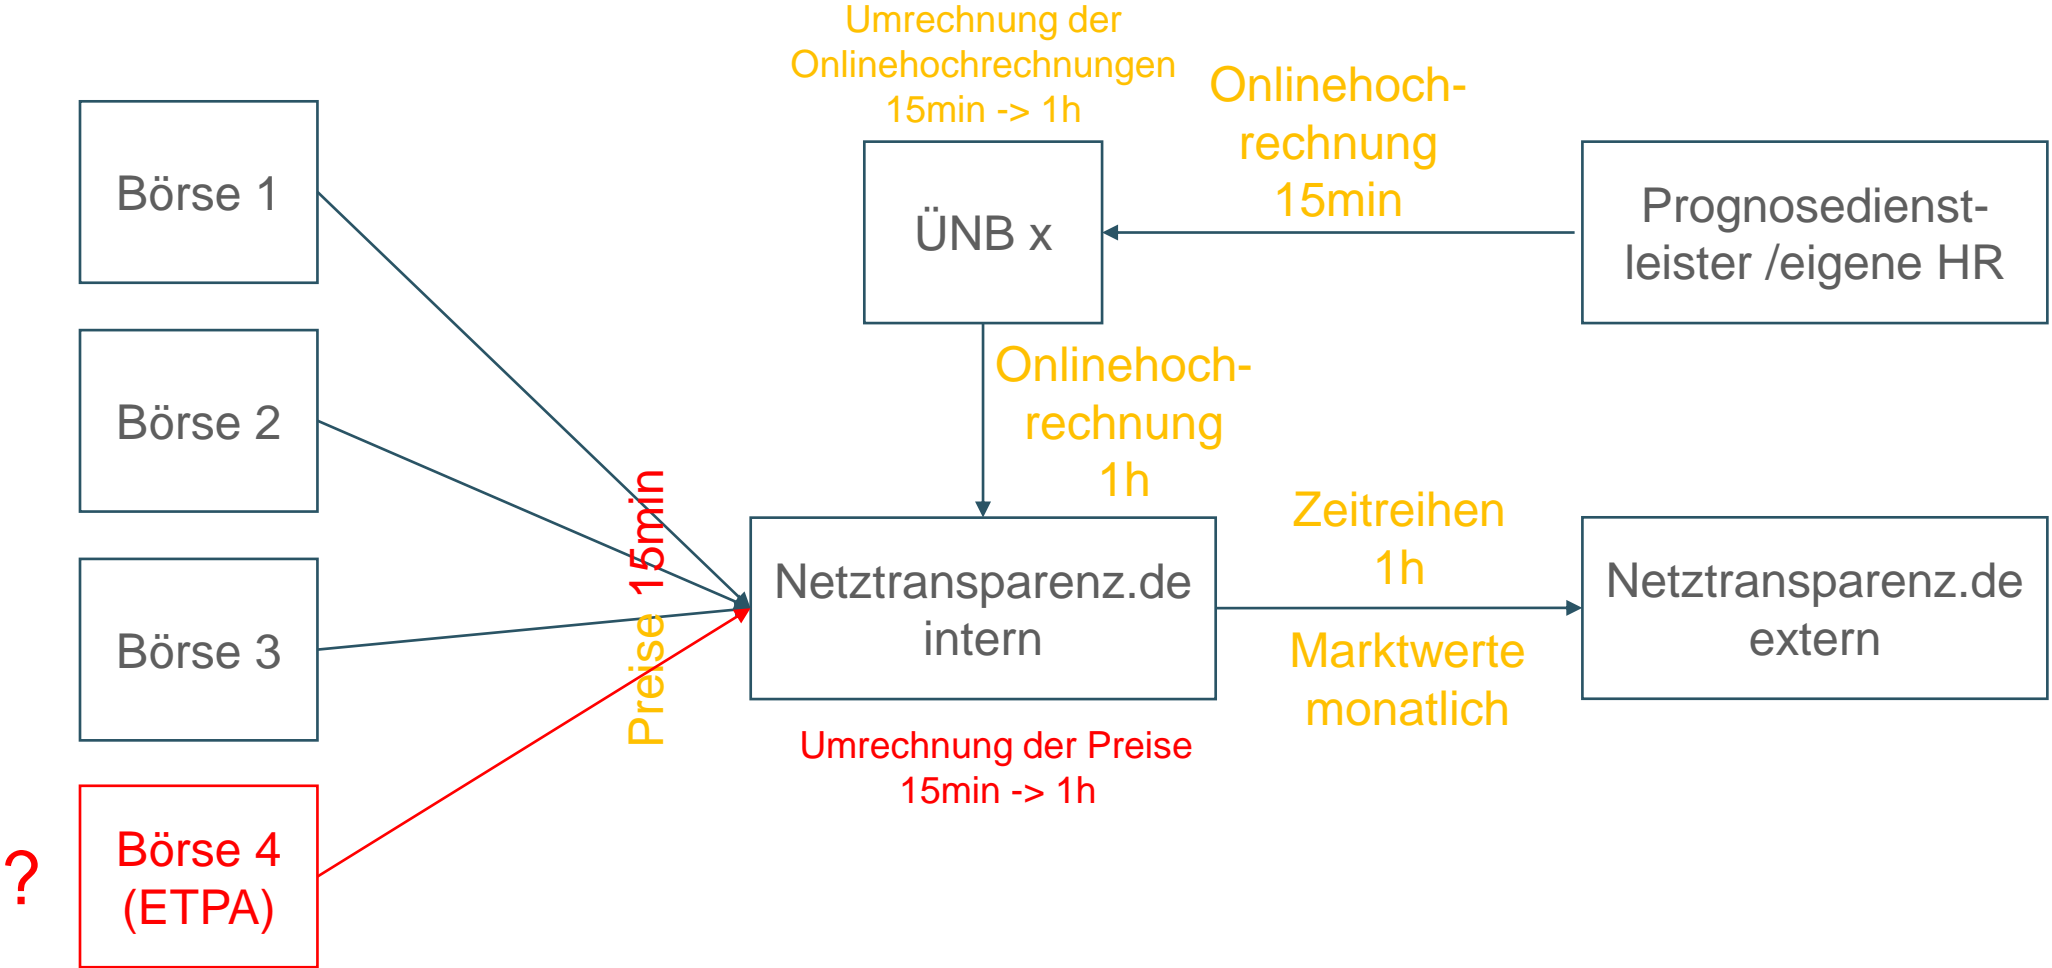 Umrechnung der
Onlinehochrechnungen
15min -> 1h
Onlinehoch-
rechnung
15min
Börse 1
ÜNB x
Prognosedienst-
leister /eigene HR
Börse 2
Onlinehoch-
rechnung
1h
Preise 15min
Zeitreihen
1h
Netztransparenz.de
intern
Netztransparenz.de
extern
Börse 3
Marktwerte
monatlich
Umrechnung der Preise
15min -> 1h
?
Börse 4
(ETPA)